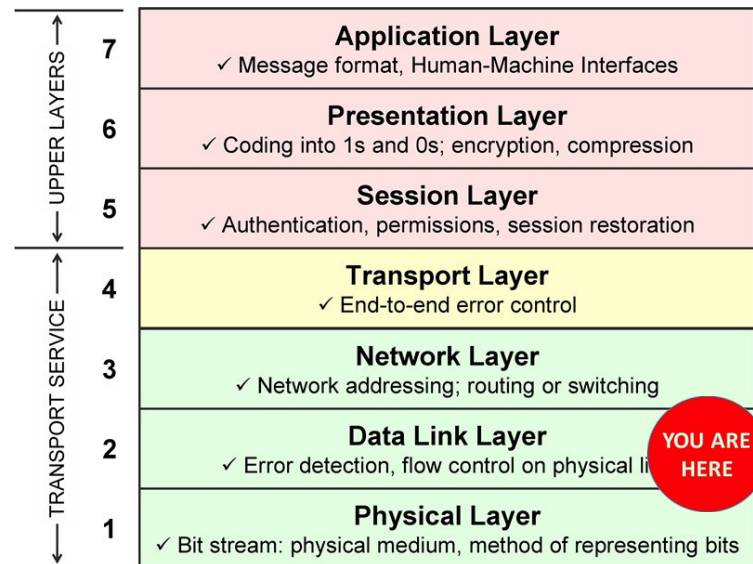 UPPER LAYERS
7
Application Layer
✓ Message format, Human-Machine Interfaces
6
Presentation Layer
✓ Coding into 1s and 0s; encryption, compression
5
Session Layer
✓ Authentication, permissions, session restoration
TRANSPORT SERVICE
4
Transport Layer
✓ End-to-end error control
3
Network Layer
✓ Network addressing; routing or switching
2
Data Link Layer
✓ Error detection, flow control on physical
YOU ARE
HERE
1
Physical Layer
✓ Bit stream: physical medium, method of representing bits